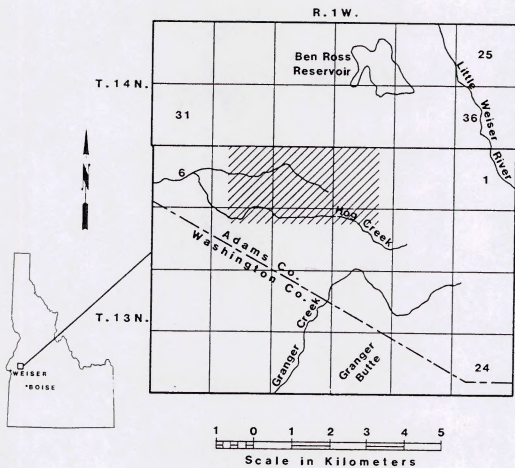 R. 1W.
Ben Ross
Reservoir
25
Little Weiser River
T. 14N.
31
36
N
6
1
Hog Creek
Adams Co.
Washington Co.
T. 13N.
Granger Creek
Granger
Butte
24
WEISER
*BOISE
1 0 1 2 3 4 5
Scale in Kilometers